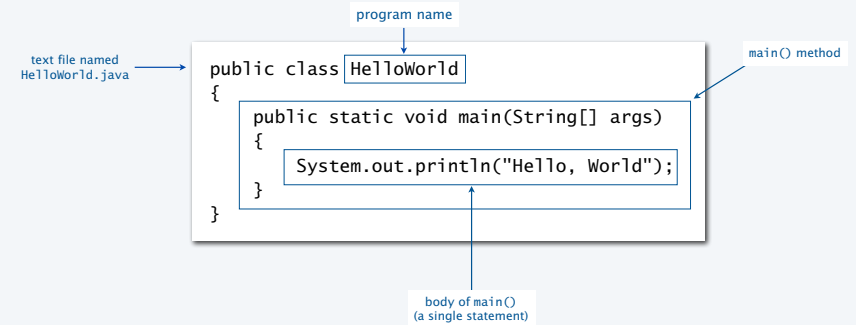 program name
text file named
HelloWorld.java
main() method
public class HelloWorld
{
public static void main(String[] args)
{
System.out.println("Hello, World");
}
}
body of main()
(a single statement)